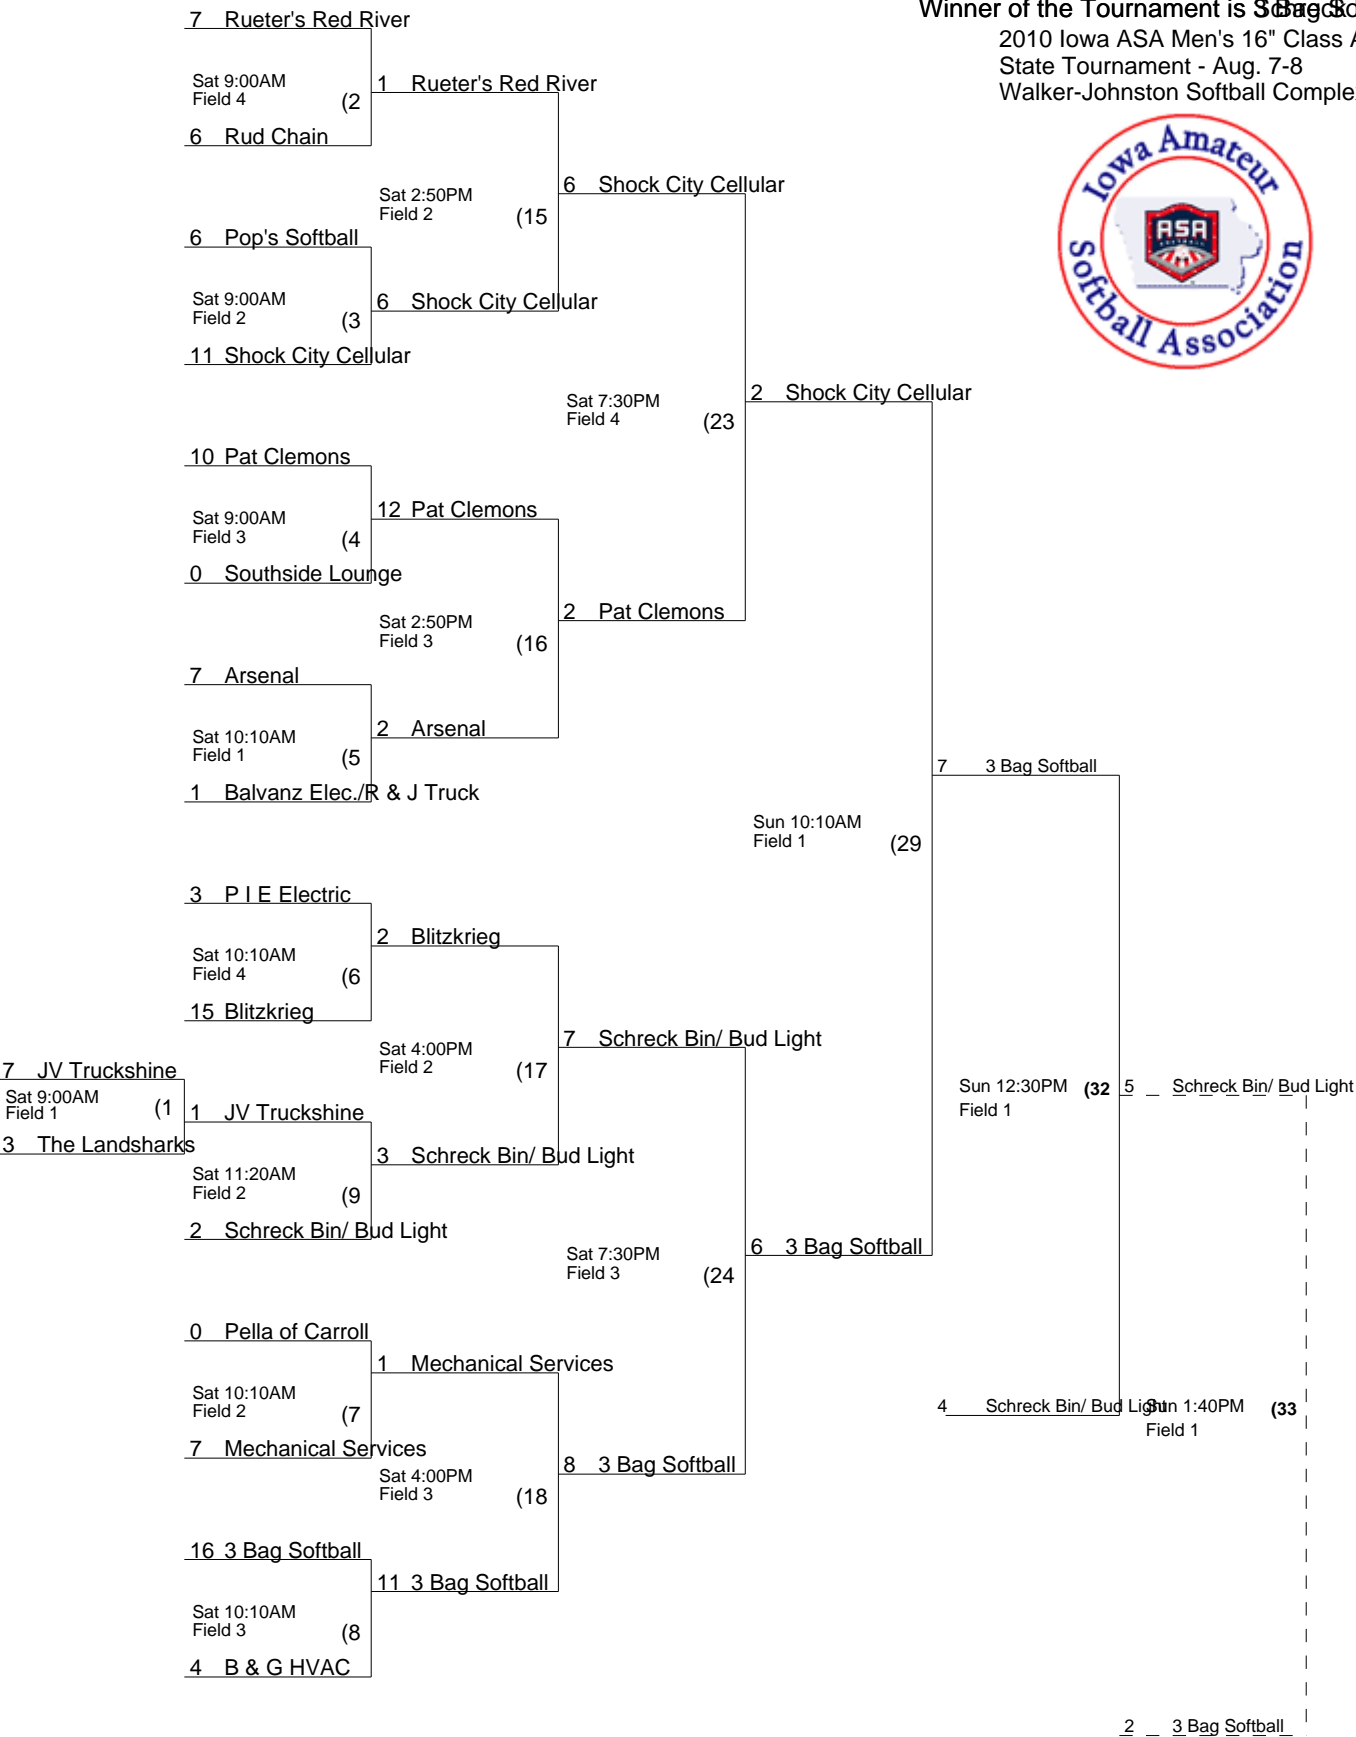 7 Rueter's Red River
Winner of the Tournament is
2010 Iowa ASA Men's 16" Class A
State Tournament - Aug. 7-8
Walker-Johnston Softball Comple
Iowa Amateur
Softball Association
ASA
Sat 9:00AM
Field 4 (2
1 Rueter's Red River
6 Rud Chain
Sat 2:50PM
Field 2 (15
6 Shock City Cellular
6 Pop's Softball
Sat 9:00AM
Field 2 (3
6 Shock City Cellular
11 Shock City Cellular
Sat 7:30PM
Field 4 (23
2 Shock City Cellular
10 Pat Clemons
Sat 9:00AM
Field 3 (4
12 Pat Clemons
0 Southside Lounge
Sat 2:50PM
Field 3 (16
2 Pat Clemons
7 Arsenal
Sat 10:10AM
Field 1 (5
2 Arsenal
1 Balvanz Elec./R & J Truck
7 3 Bag Softball
Sun 10:10AM
Field 1 (29
3 P I E Electric
Sat 10:10AM
Field 4 (6
2 Blitzkrieg
15 Blitzkrieg
Sat 4:00PM
Field 2 (17
7 Schreck Bin/ Bud Light
7 JV Truckshine
Sat 9:00AM
Field 1 (1
3 The Landsharks
1 JV Truckshine
Sat 11:20AM
Field 2 (9
3 Schreck Bin/ Bud Light
2 Schreck Bin/ Bud Light
Sun 12:30PM (32
Field 1
5 Schreck Bin/ Bud Light
Sat 7:30PM
Field 3 (24
6 3 Bag Softball
0 Pella of Carroll
Sat 10:10AM
Field 2 (7
1 Mechanical Services
7 Mechanical Services
Sat 4:00PM
Field 3 (18
8 3 Bag Softball
4 Schreck Bin/ Bud Light
Sun 1:40PM (33
Field 1
16 3 Bag Softball
Sat 10:10AM
Field 3 (8
11 3 Bag Softball
4 B & G HVAC
2 3 Bag Softball